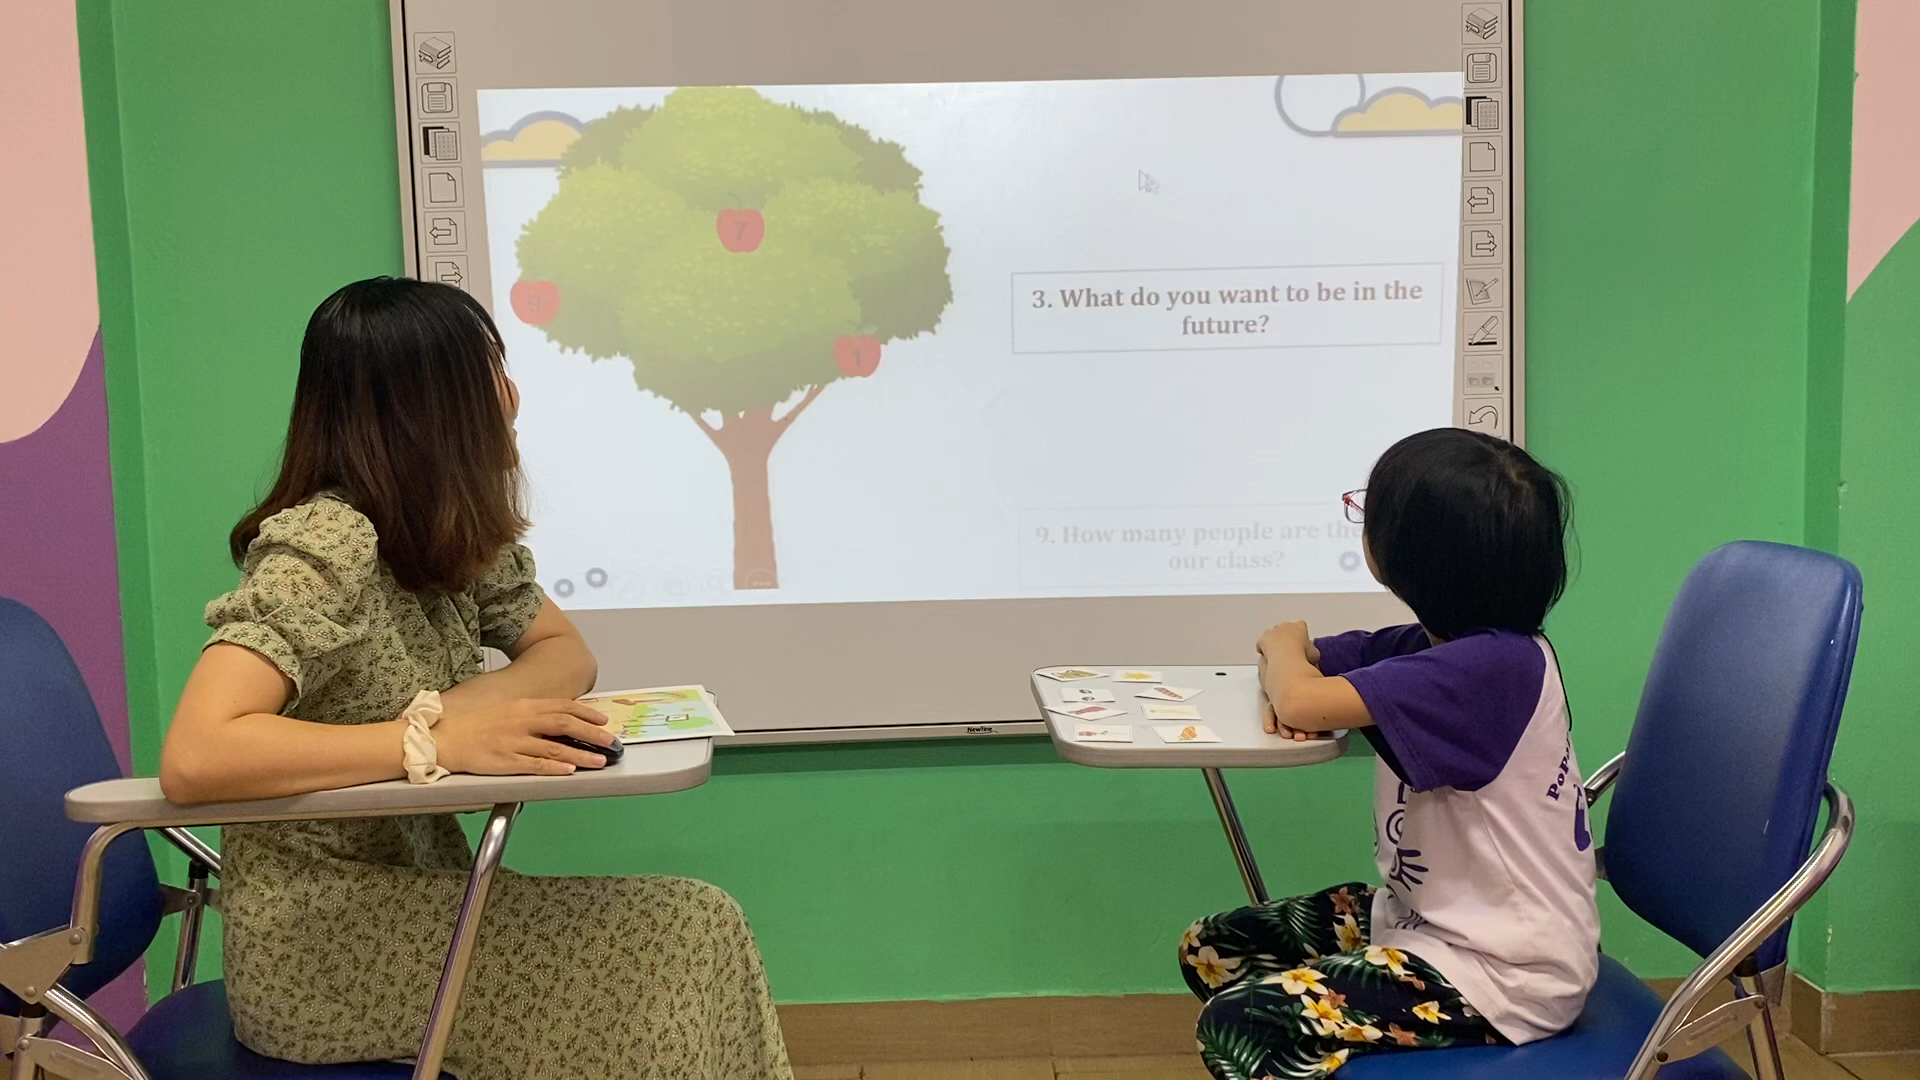 7
9
1
3. What do you want to be in the
future?
9. How many people are
our class?
Newline